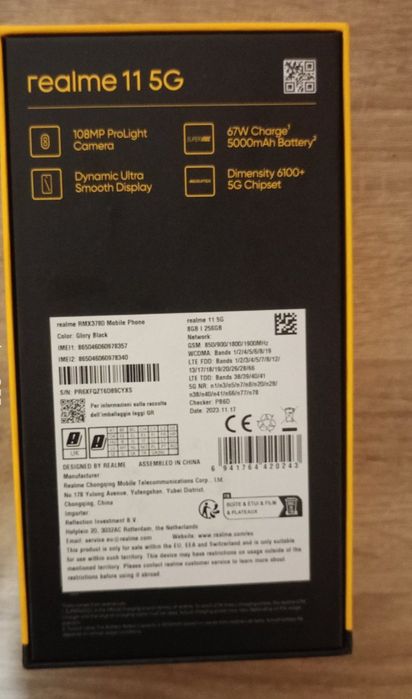 realme 11 5G
108MP ProLight
Camera
67W Charge¹
5000mAh Battery²
Dynamic Ultra
Smooth Display
Dimensity 6100+
5G Chipset
realme RMX3780 Mobile Phone
Color: Glory Black
IMEI1: 865046060978357
IMEI2: 865046060978340
S/N:
Per informazioni sulla raccolta
dell'imballaggio leggi QR
realme 11 5G
8GB | 256GB
Network:
GSM: 850/900/1800/1900MHz
WCDMA: Bands 1/2/4/5/6/8/19
LTE FDD: Bands 1/2/3/4/5/7/8/12
13/17/18/19/20/26/28/66
LTE TDD: Bands 38/39/40/41
5G NR: n1/n3/n5/n7/n8/n20/n28/
n38/n40/n41/n66/n77/n78
Checker: PB6D
Date: 2023.11.17
CE
UK
6 941764 420243
DESIGNED BY REALME ASSEMBLED IN CHINA
Manufacturer:
Realme Chongqing Mobile Telecommunications Corp., Ltd.
No.178 Yulong Avenue, Yufengshan, Yubei District,
Chongqing, China
Importer:
Reflection Investment B.V.
Hofplein 20, 3032AC Rotterdam, the Netherlands
Email: service.eu@realme.com Website: www.realme.com/eu
FR
BOÎTE & ÉTUI & FILM
& PLATEAUX
This product is only for sale within the EU, EEA and Switzerland and is only suitable
for use within such territory. This device may have restrictions on usage outside of the
mentioned territory. Please contact realme customer service to learn more about
restrictions before using it abroad.